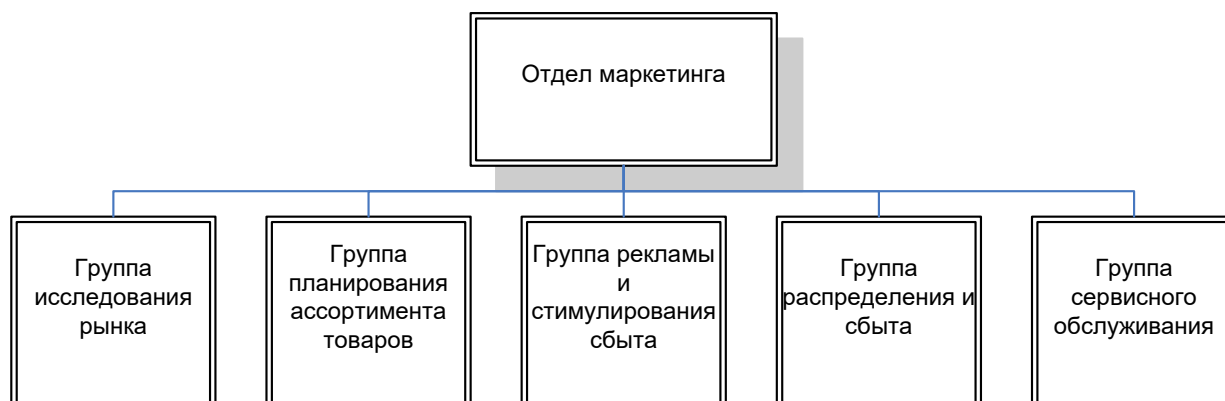 Отдел маркетинга
Группа
исследования
рынка
Группа
планирования
ассортимента
товаров
Группа рекламы
и
стимулирования
сбыта
Группа
распределения и
сбыта
Группа
сервисного
обслуживания